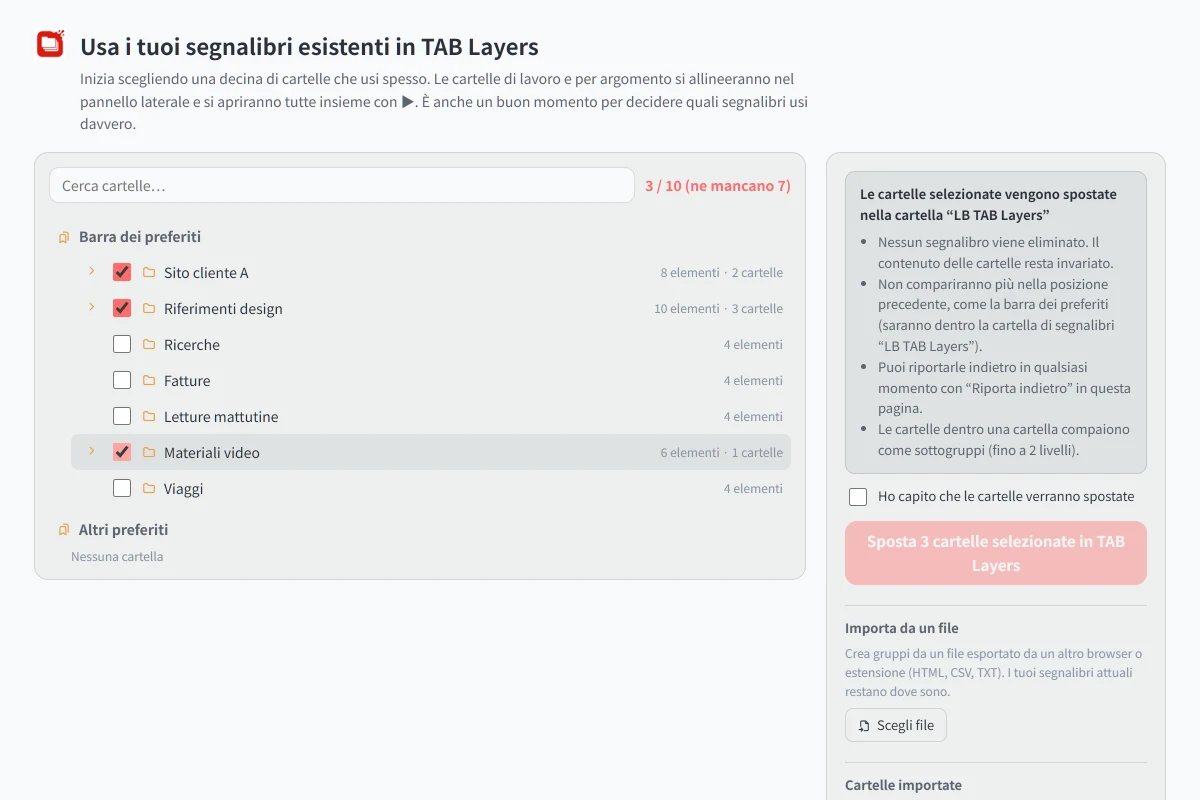 Usa i tuoi segnalibri esistenti in TAB Layers
Inizia scegliendo una decina di cartelle che usi spesso. Le cartelle di lavoro e per argomento si allineeranno nel
pannello laterale e si apriranno tutte insieme con ▶. È anche un buon momento per decidere quali segnalibri usi
davvero.
Cerca cartelle…
3 / 10 (ne mancano 7)
Barra dei preferiti
Sito cliente A
8 elementi · 2 cartelle
Riferimenti design
10 elementi · 3 cartelle
Ricerche
4 elementi
Fatture
4 elementi
Letture mattutine
4 elementi
Materiali video
6 elementi · 1 cartelle
Viaggi
4 elementi
Altri preferiti
Nessuna cartella
Le cartelle selezionate vengono spostate
nella cartella “LB TAB Layers”
• Nessun segnalibro viene eliminato. Il
contenuto delle cartelle resta invariato.
• Non compariranno più nella posizione
precedente, come la barra dei preferiti
(saranno dentro la cartella di segnalibri
“LB TAB Layers”).
• Puoi riportarle indietro in qualsiasi
momento con “Riporta indietro” in questa
pagina.
• Le cartelle dentro una cartella compaiono
come sottogruppi (fino a 2 livelli).
Ho capito che le cartelle verranno spostate
Sposta 3 cartelle selezionate in TAB
Layers
Importa da un file
Crea gruppi da un file esportato da un altro browser o
estensione (HTML, CSV, TXT). I tuoi segnalibri attuali
restano dove sono.
Scegli file
Cartelle importate